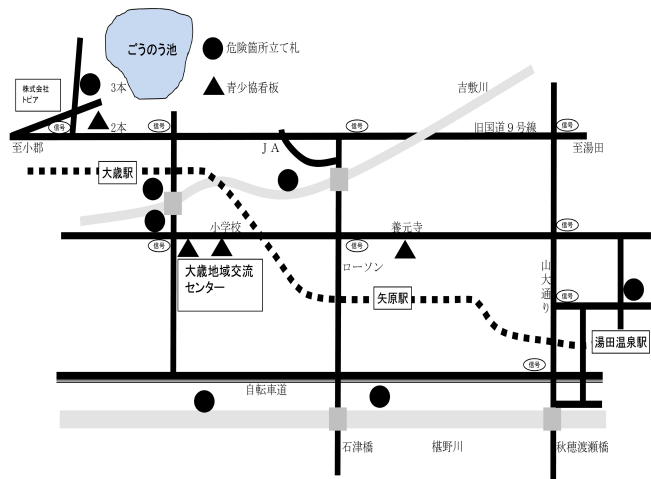 ごうのう池
危険箇所立て札
青少協看板
吉敷川
株式会社
トピア
3本
2本
信号
信号
信号
信号
旧国道９号線
至小郡
ＪＡ
至湯田
大歳駅
小学校
養元寺
信号
信号
信号
信号
大歳地域交流
センター
ローソン
山大通り
矢原駅
湯田温泉駅
信号
自転車道
石津橋
椹野川
秋穂渡瀬橋